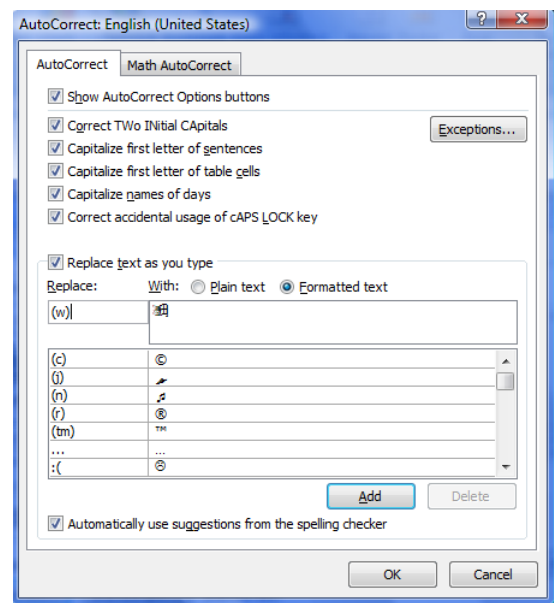 AutoCorrect: English (United States)
AutoCorrect Math AutoCorrect
Show AutoCorrect Options buttons
Correct TWo INitial CApitals
Exceptions...
Capitalize first letter of sentences
Capitalize first letter of table cells
Capitalize names of days
Correct accidental usage of cAPS LOCK key
Replace text as you type
Replace: With: Plain text Formatted text
(w)
(c) ©
(j)
(n) ♫
(r) ®
(tm) ™
... ...
:( ☹
Add Delete
Automatically use suggestions from the spelling checker
OK Cancel